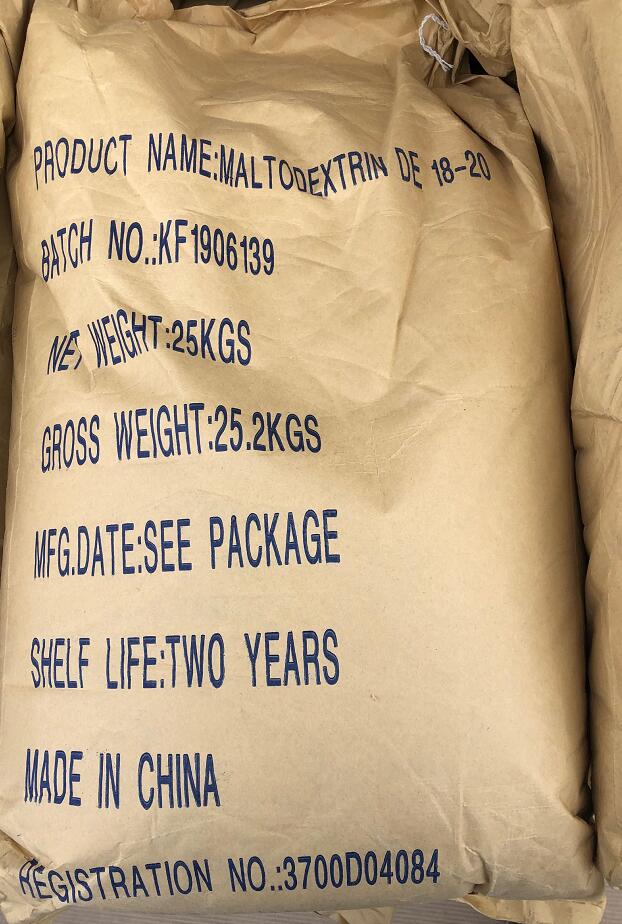 PRODUCT NAME:MALTODEXTRIN DE 18-20
BATCH NO.:KF1906139
NET WEIGHT:25KGS
GROSS WEIGHT:25.2KGS
MFG.DATE:SEE PACKAGE
SHELF LIFE:TWO YEARS
MADE IN CHINA
REGISTRATION NO.:3700D04084